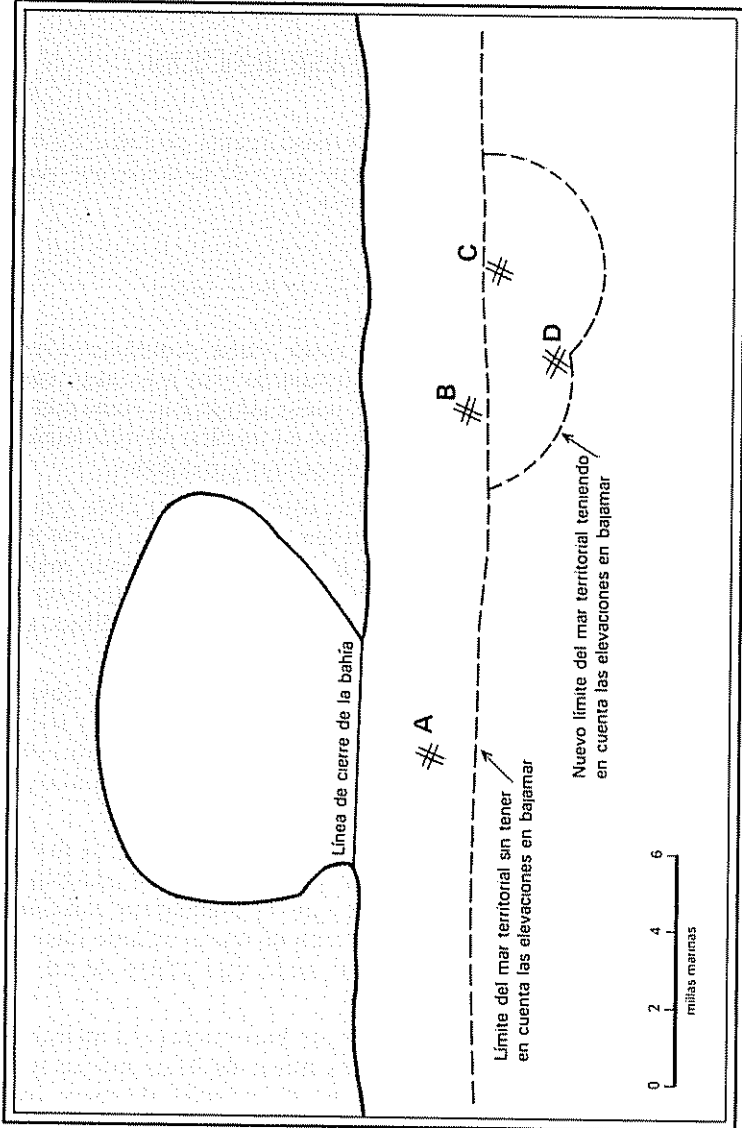 Línea de cierre de la bahía
A
B
C
D
Límite del mar territorial sin tener
en cuenta las elevaciones en bajamar
Nuevo límite del mar territorial teniendo
en cuenta las elevaciones en bajamar
0 2 4 6
millas marinas